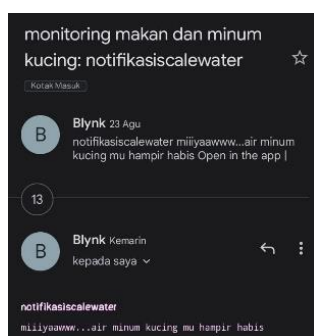 monitoring makan dan minum
kucing: notifikasiscalewater
Kotak Masuk
B
Blynk 23 Agu
notifikasiscalewater miiiyaawww...air minum
kucing mu hampir habis Open in the app |
13
B
Blynk Kemarin
kepada saya
notifikasiscalewater
miiiyaawww...air minum kucing mu hampir habis